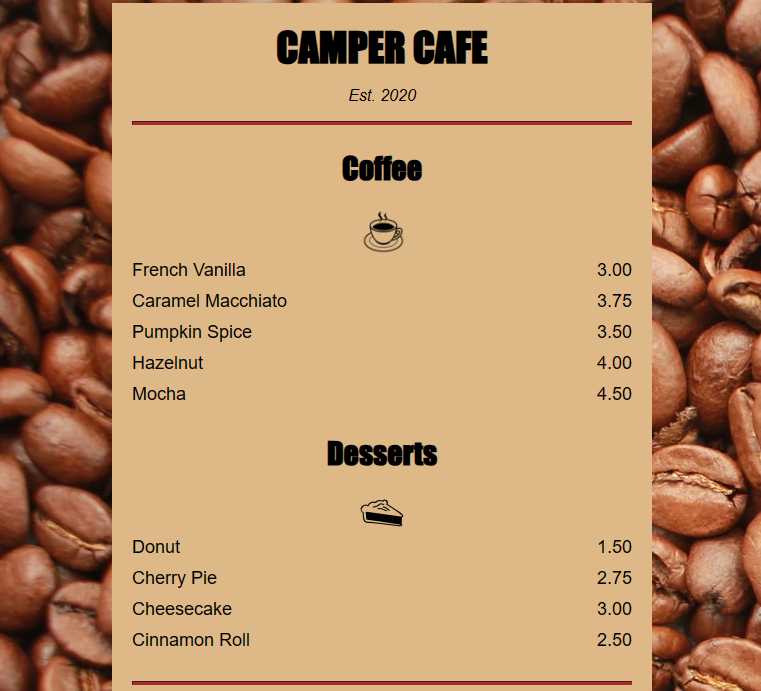 CAMPER CAFE
Est. 2020
Coffee
French Vanilla 3.00
Caramel Macchiato 3.75
Pumpkin Spice 3.50
Hazelnut 4.00
Mocha 4.50
Desserts
Donut 1.50
Cherry Pie 2.75
Cheesecake 3.00
Cinnamon Roll 2.50